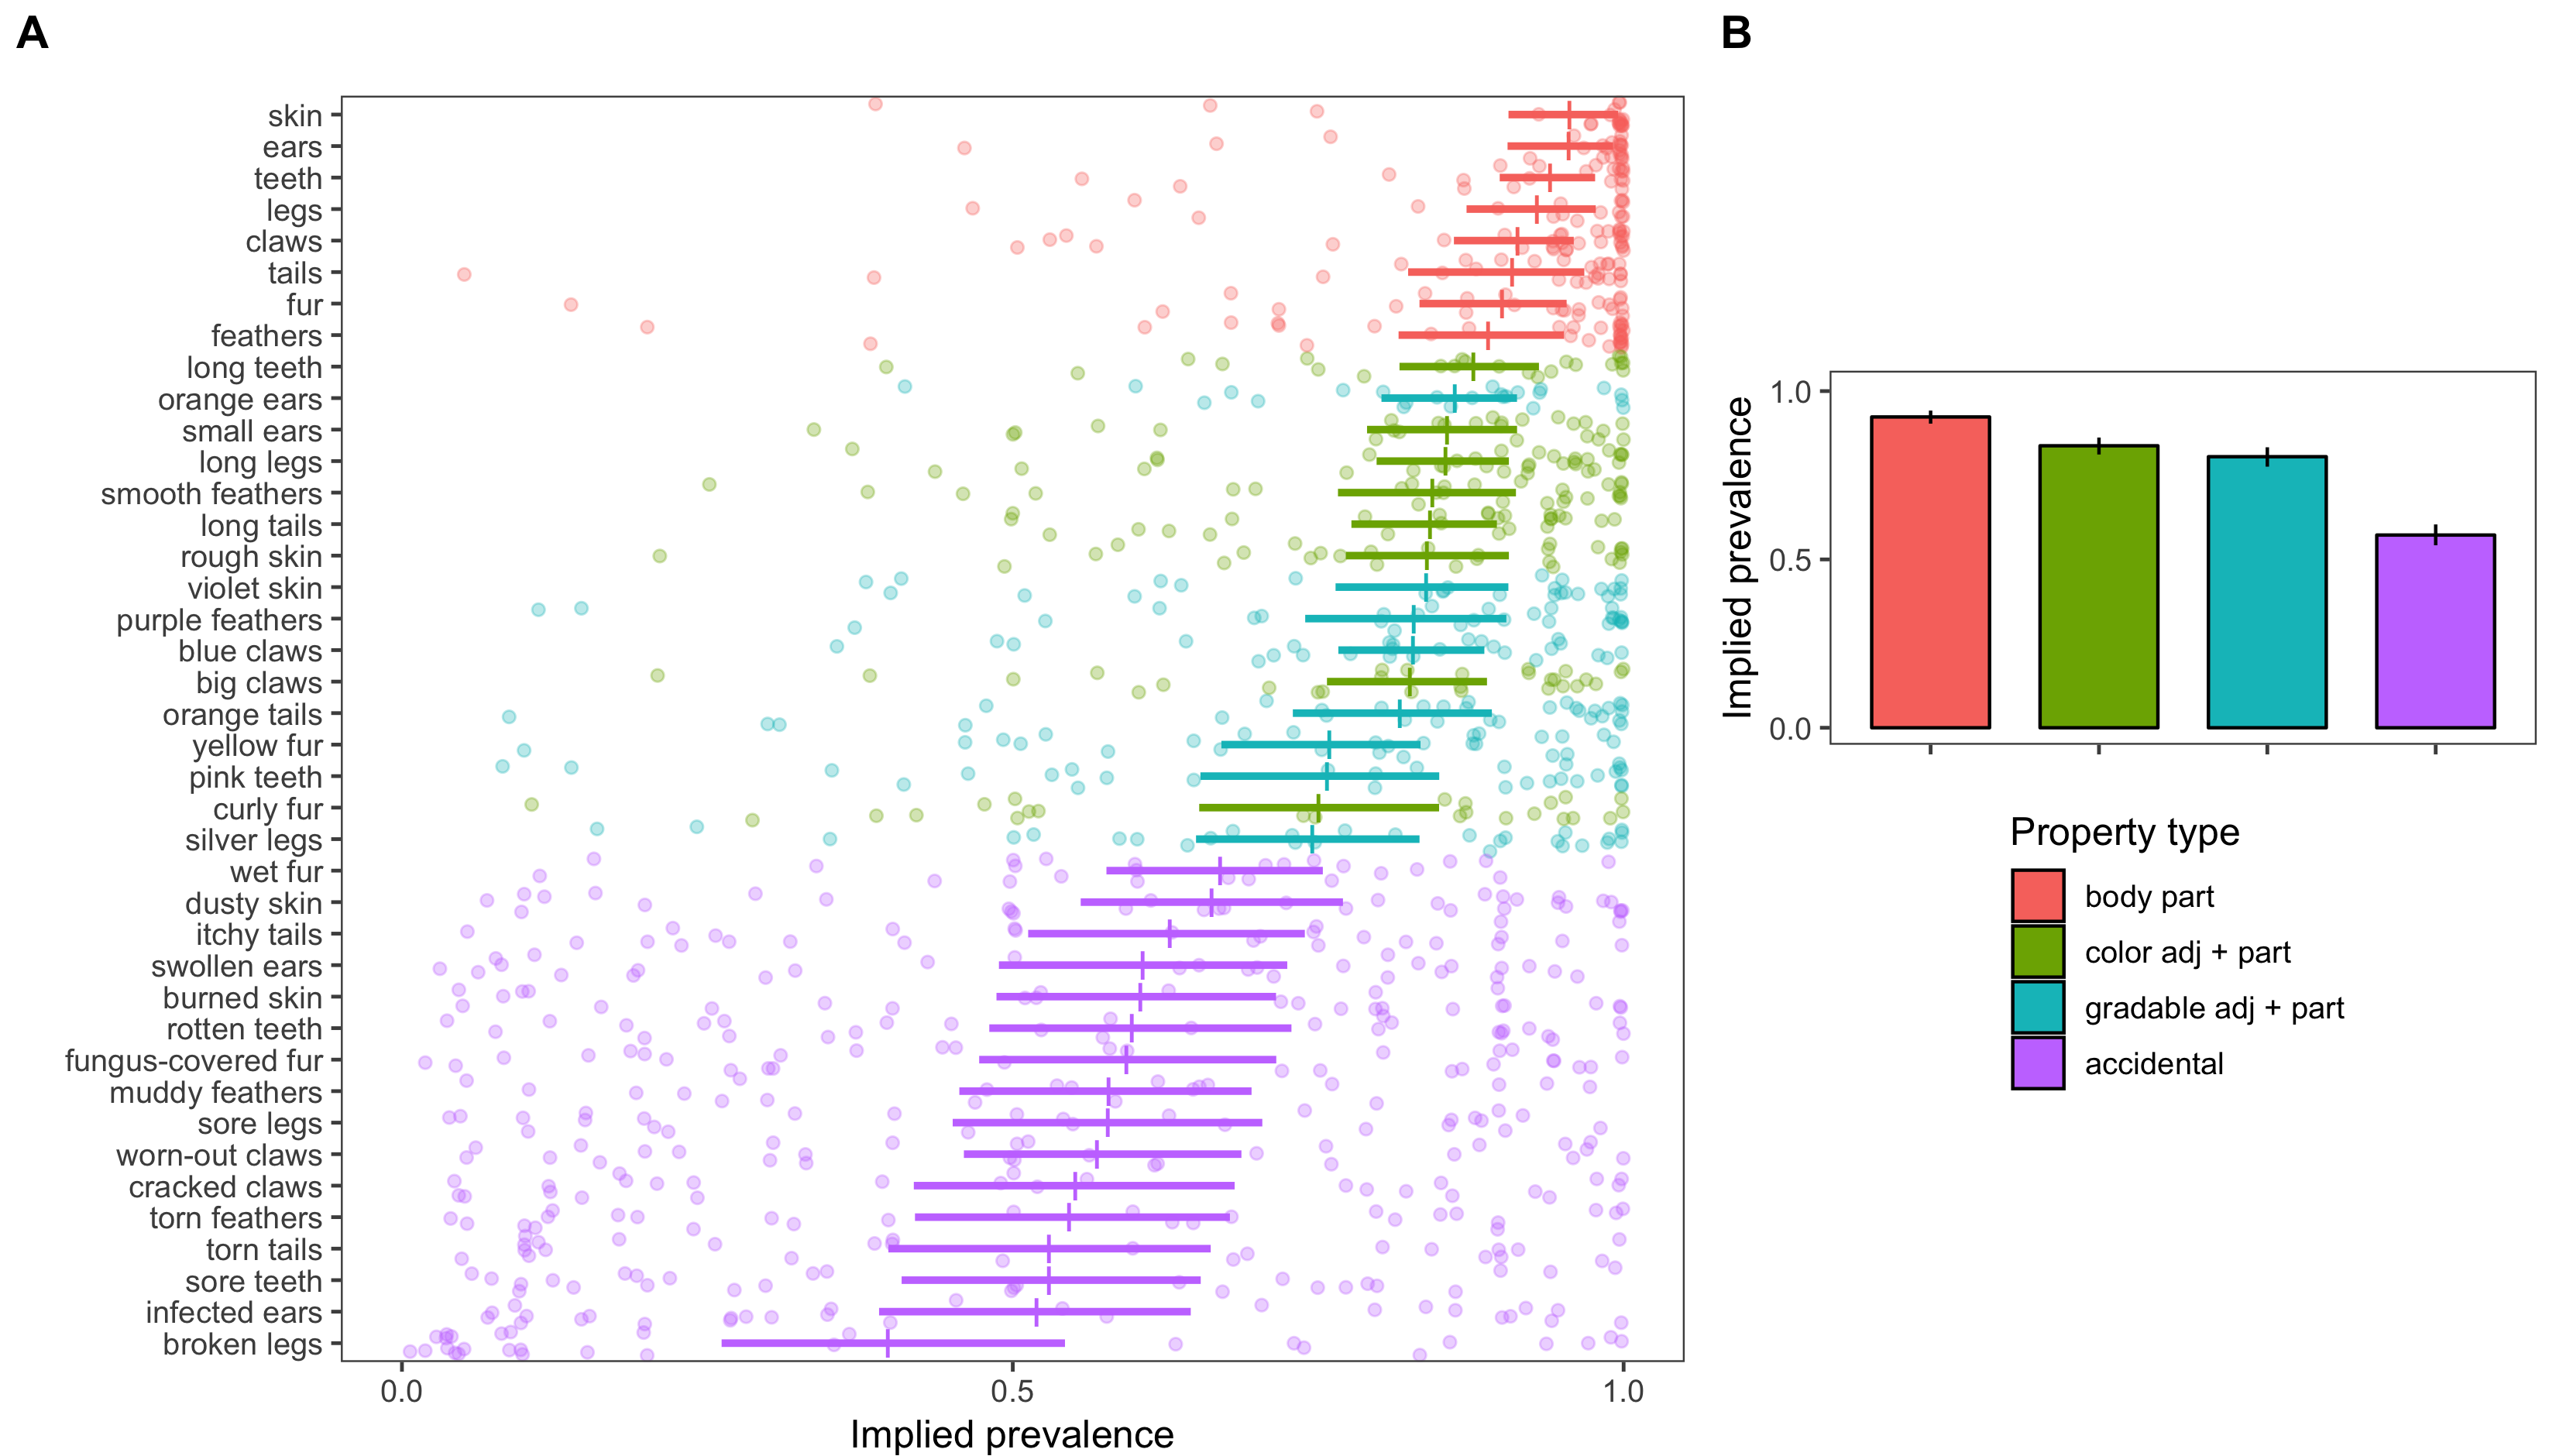 A
B
skin
ears
teeth
legs
claws
tails
fur
feathers
long teeth
orange ears
small ears
long legs
smooth feathers
long tails
rough skin
violet skin
purple feathers
blue claws
big claws
orange tails
yellow fur
pink teeth
curly fur
silver legs
wet fur
dusty skin
itchy tails
swollen ears
burned skin
rotten teeth
fungus-covered fur
muddy feathers
sore legs
worn-out claws
cracked claws
torn feathers
torn tails
sore teeth
infected ears
broken legs
0.0
0.5
1.0
Implied prevalence
Implied prevalence
1.0
0.5
0.0
Property type
body part
color adj + part
gradable adj + part
accidental